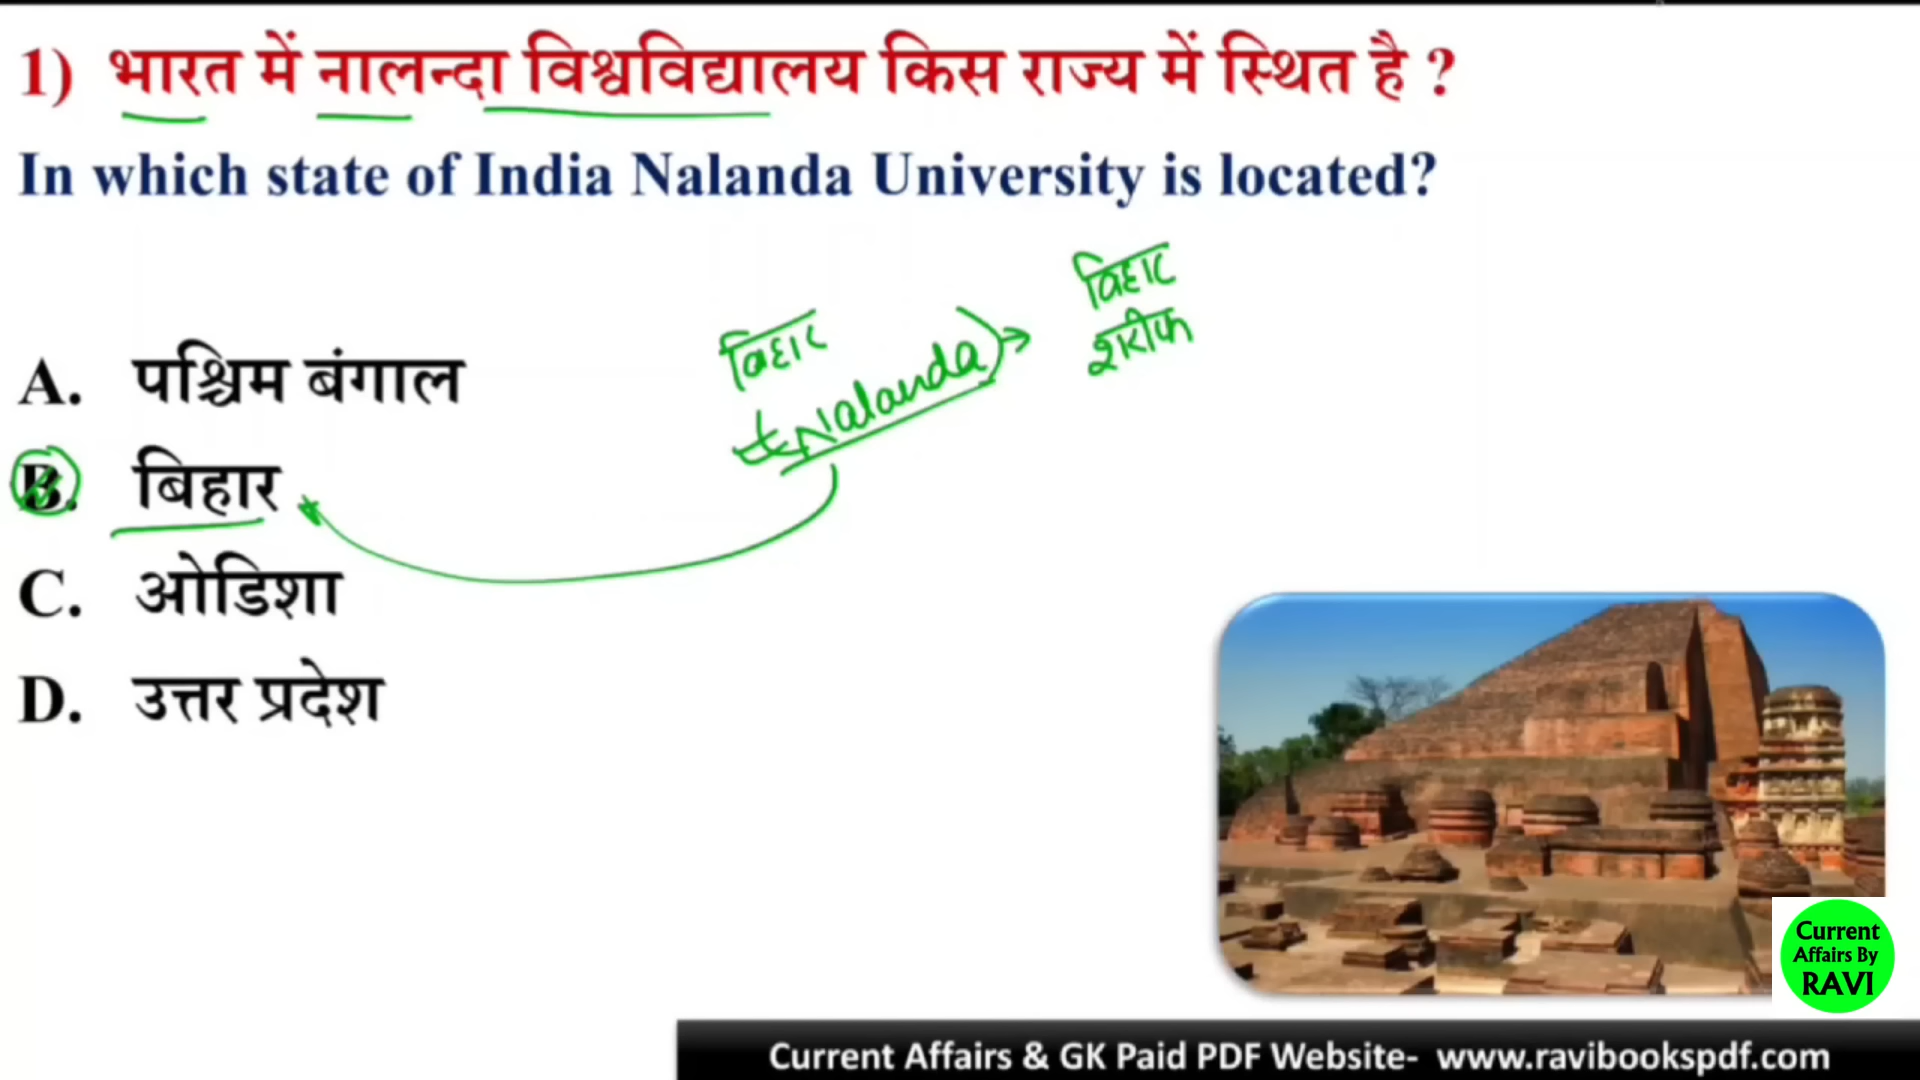 1) भारत में नालन्दा विश्वविद्यालय किस राज्य में स्थित है ?
In which state of India Nalanda University is located?
बिहार
शरीफ
बिहार
Nalanda
A. पश्चिम बंगाल
B. बिहार
C. ओडिशा
D. उत्तर प्रदेश
Current
Affairs By
RAVI
Current Affairs & GK Paid PDF Website- www.ravibookspdf.com